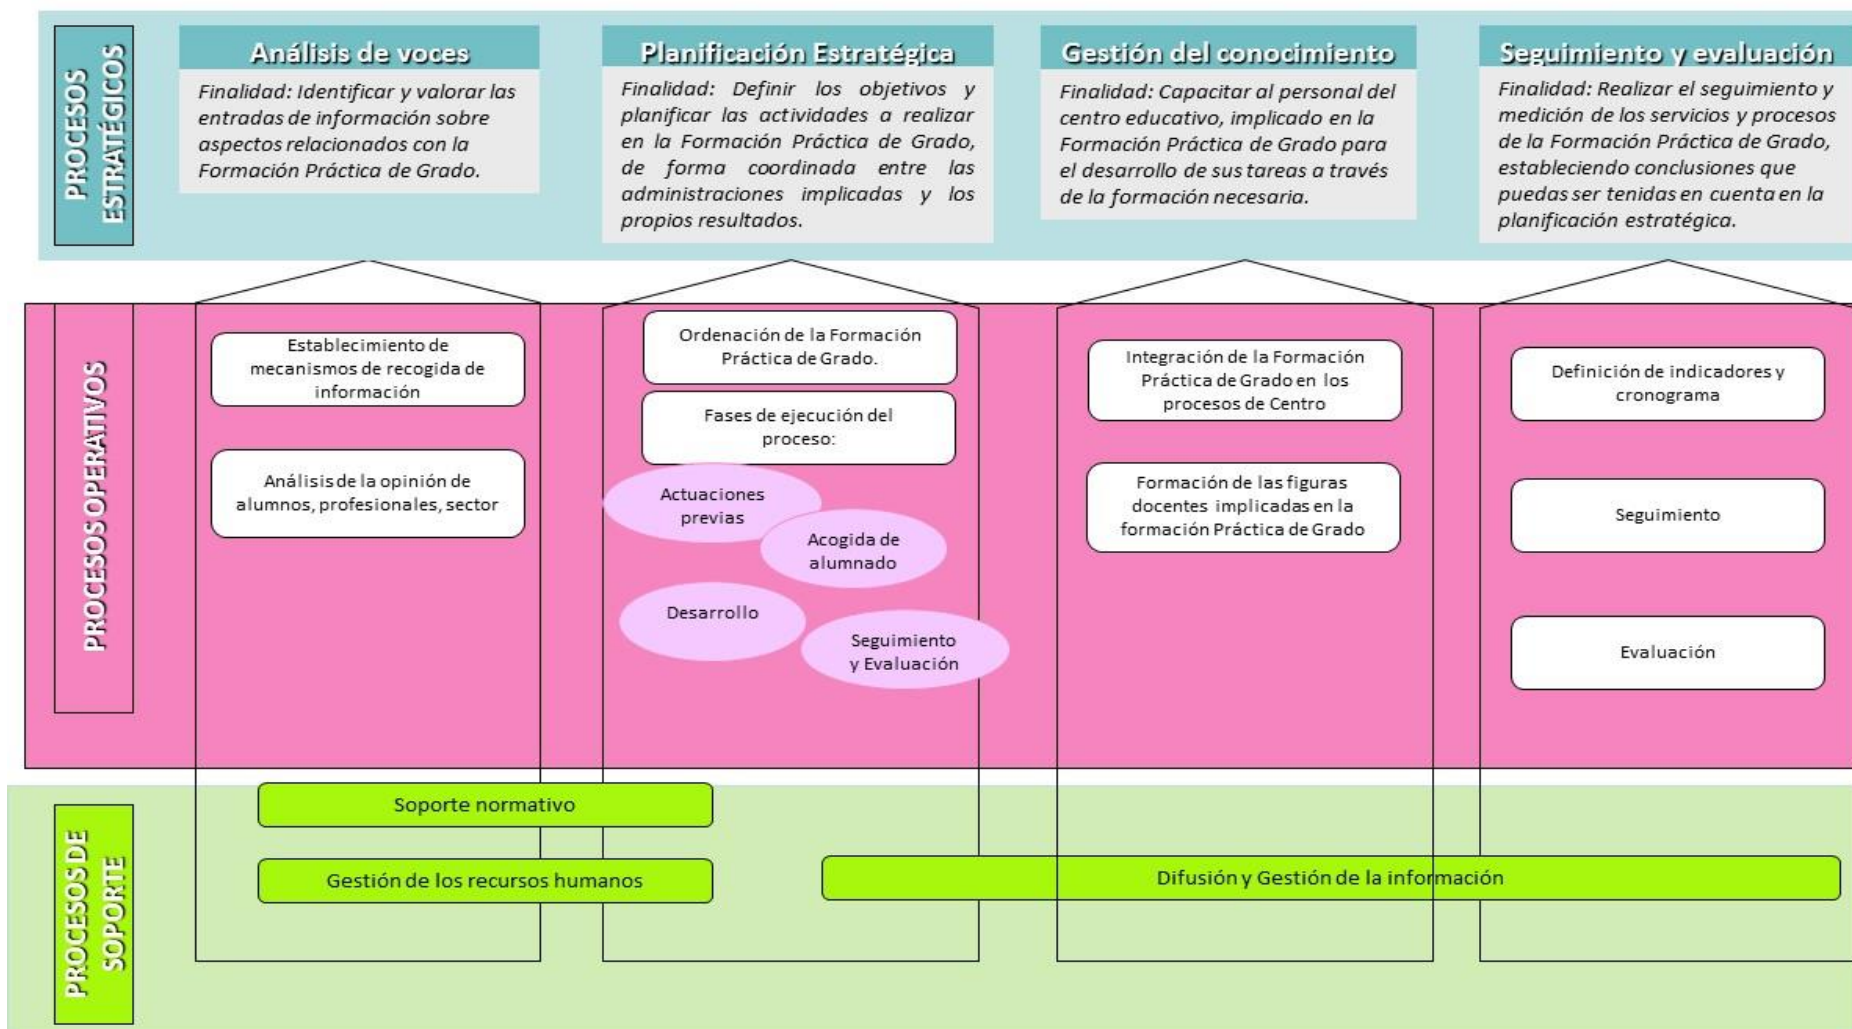 PROCESOS
ESTRATÉGICOS
Análisis de voces
Finalidad: Identificar y valorar las
entradas de información sobre
aspectos relacionados con la
Formación Práctica de Grado.
Planificación Estratégica
Finalidad: Definir los objetivos y
planificar las actividades a realizar
en la Formación Práctica de Grado,
de forma coordinada entre las
administraciones implicadas y los
propios resultados.
Gestión del conocimiento
Finalidad: Capacitar al personal del
centro educativo, implicado en la
Formación Práctica de Grado para
el desarrollo de sus tareas a través
de la formación necesaria.
Seguimiento y evaluación
Finalidad: Realizar el seguimiento y
medición de los servicios y procesos
de la Formación Práctica de Grado,
estableciendo conclusiones que
puedas ser tenidas en cuenta en la
planificación estratégica.
PROCESOS OPERATIVOS
Establecimiento de
mecanismos de recogida de
información
Análisis de la opinión de
alumnos, profesionales, sector
Ordenación de la Formación
Práctica de Grado.
Fases de ejecución del
proceso:
Actuaciones
previas
Acogida de
alumnado
Desarrollo
Seguimiento
y Evaluación
Integración de la Formación
Práctica de Grado en los
procesos de Centro
Formación de las figuras
docentes implicadas en la
formación Práctica de Grado
Definición de indicadores y
cronograma
Seguimiento
Evaluación
PROCESOS DE
SOPORTE
Soporte normativo
Gestión de los recursos humanos
Difusión y Gestión de la información